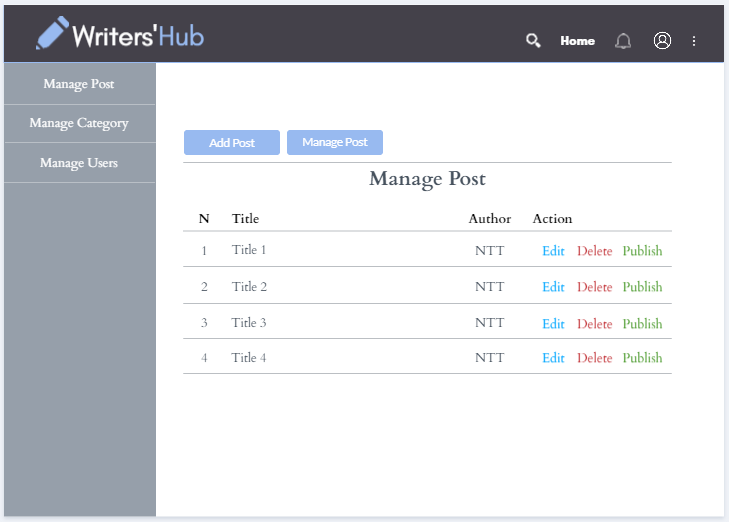 Writers'Hub
Home
Manage Post
Manage Category
Manage Users
Add Post Manage Post
Manage Post
N Title Author Action
1 Title 1 NTT Edit Delete Publish
2 Title 2 NTT Edit Delete Publish
3 Title 3 NTT Edit Delete Publish
4 Title 4 NTT Edit Delete Publish